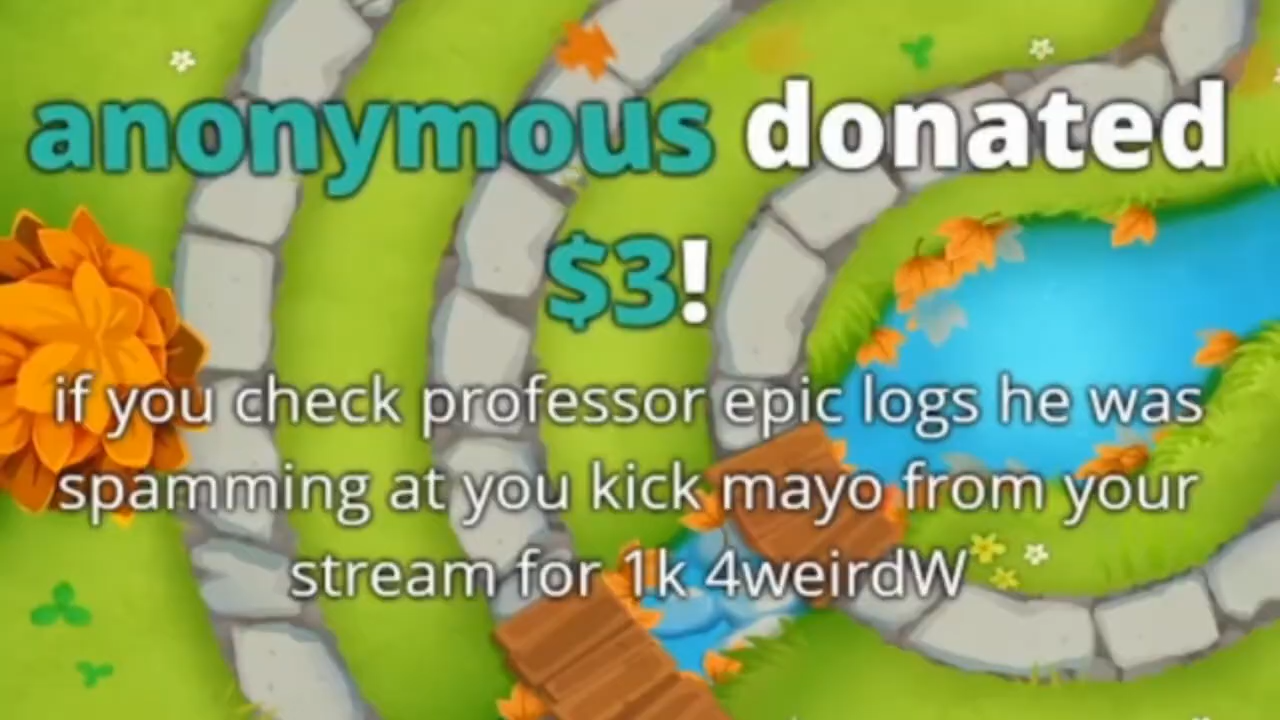 anonymous donated
$3!
if you check professor epic logs he was
spamming at you kick mayo from your
stream for 1k 4weirdW